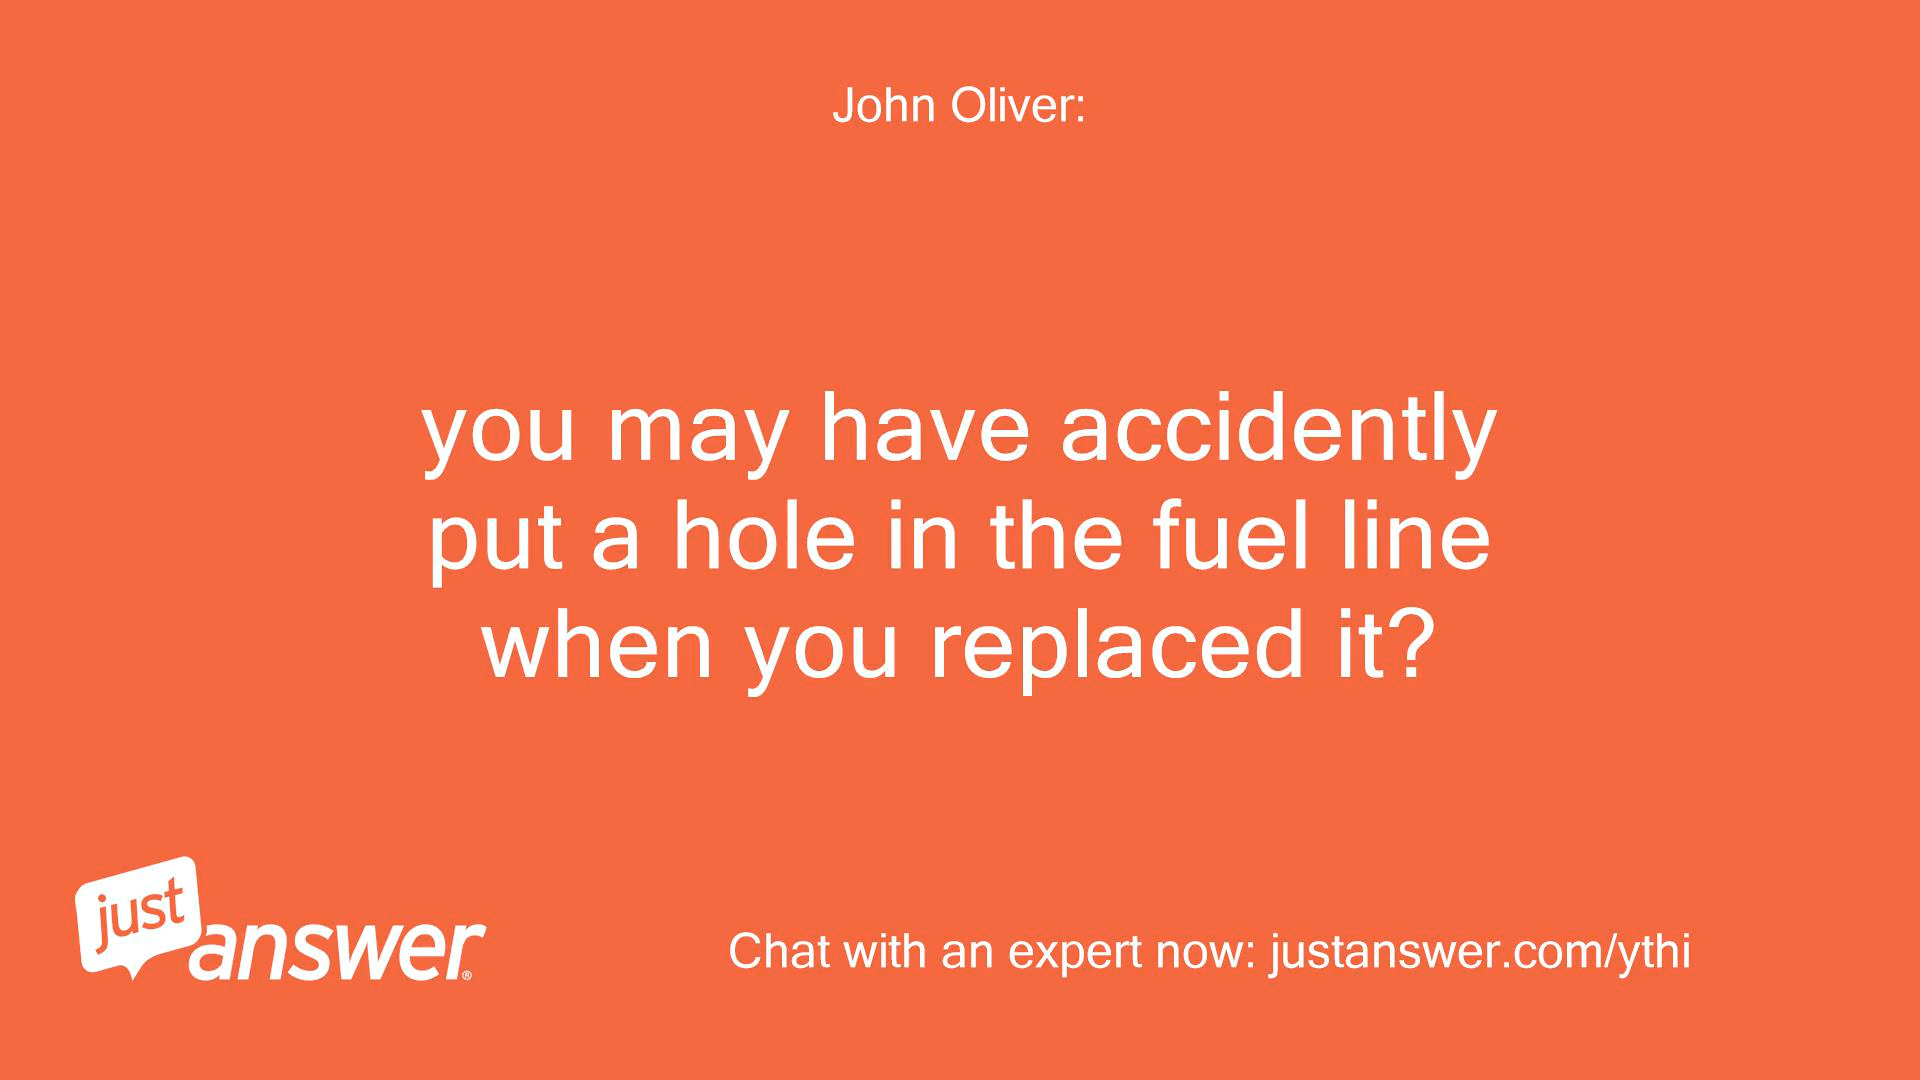 John Oliver:
you may have accidently
put a hole in the fuel line
when you replaced it?
just
answer®
Chat with an expert now: justanswer.com/ythi